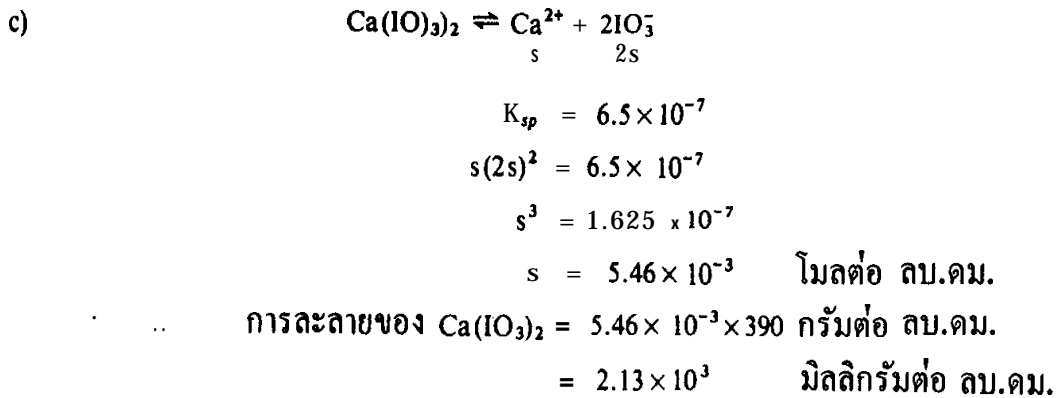 c) Ca(IO)₃)₂ ⇌ Ca²⁺ + 2IO₃⁻
s 2s
Kₛₚ = 6.5 × 10⁻⁷
s(2s)² = 6.5 × 10⁻⁷
s³ = 1.625 x 10⁻⁷
s = 5.46 × 10⁻³ โมลต่อ ลบ.ดม.
การละลายของ Ca(IO₃)₂ = 5.46 × 10⁻³ × 390 กรัมต่อ ลบ.ดม.
= 2.13 × 10³ มิลลิกรัมต่อ ลบ.ดม.